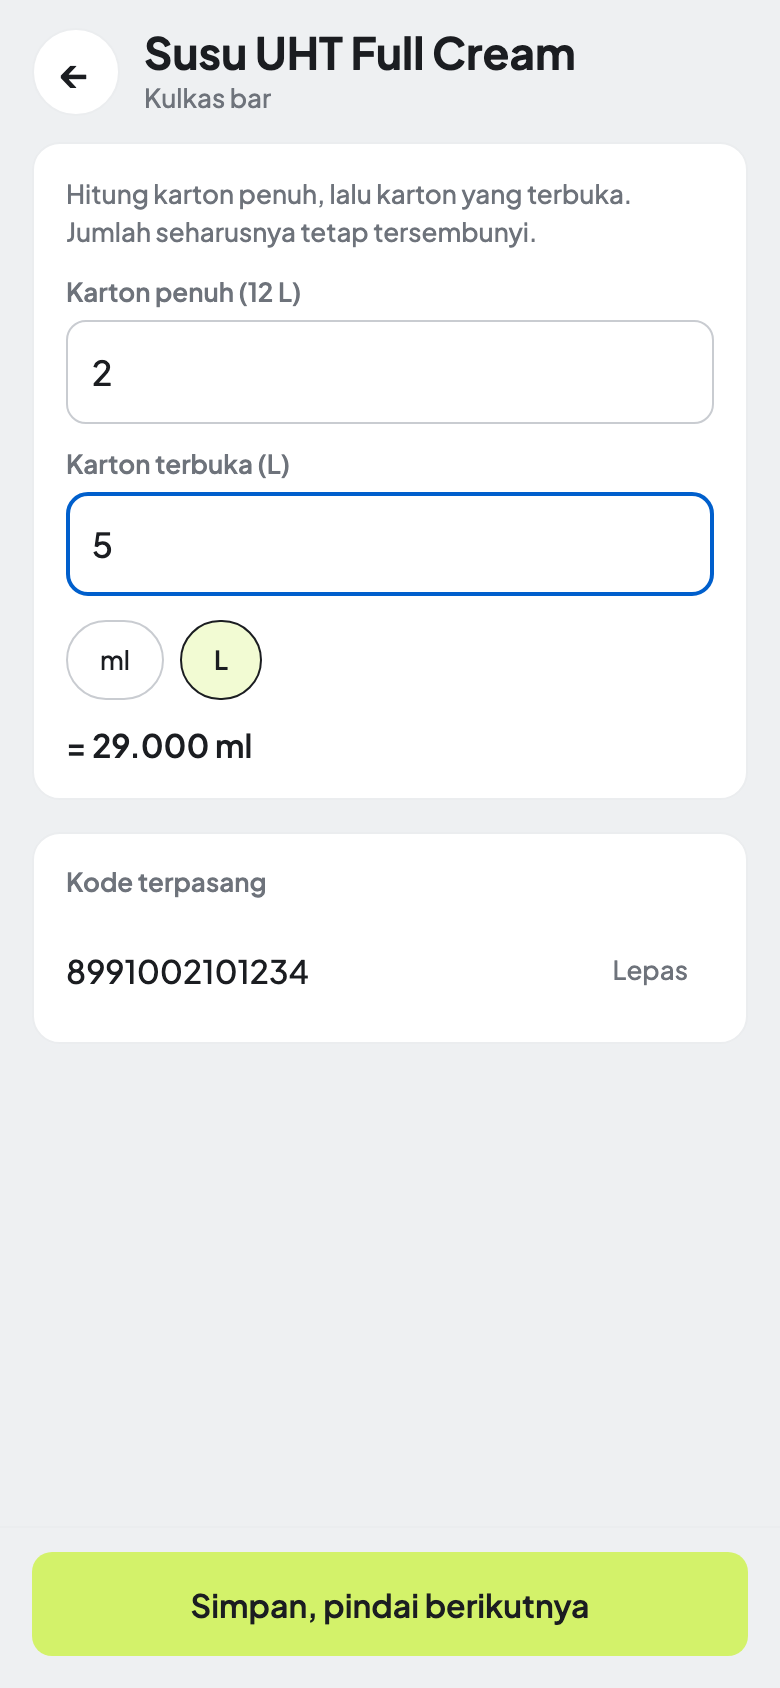 Susu UHT Full Cream
Kulkas bar
Hitung karton penuh, lalu karton yang terbuka.
Jumlah seharusnya tetap tersembunyi.
Karton penuh (12 L)
2
Karton terbuka (L)
5
ml
L
= 29.000 ml
Kode terpasang
8991002101234
Lepas
Simpan, pindai berikutnya